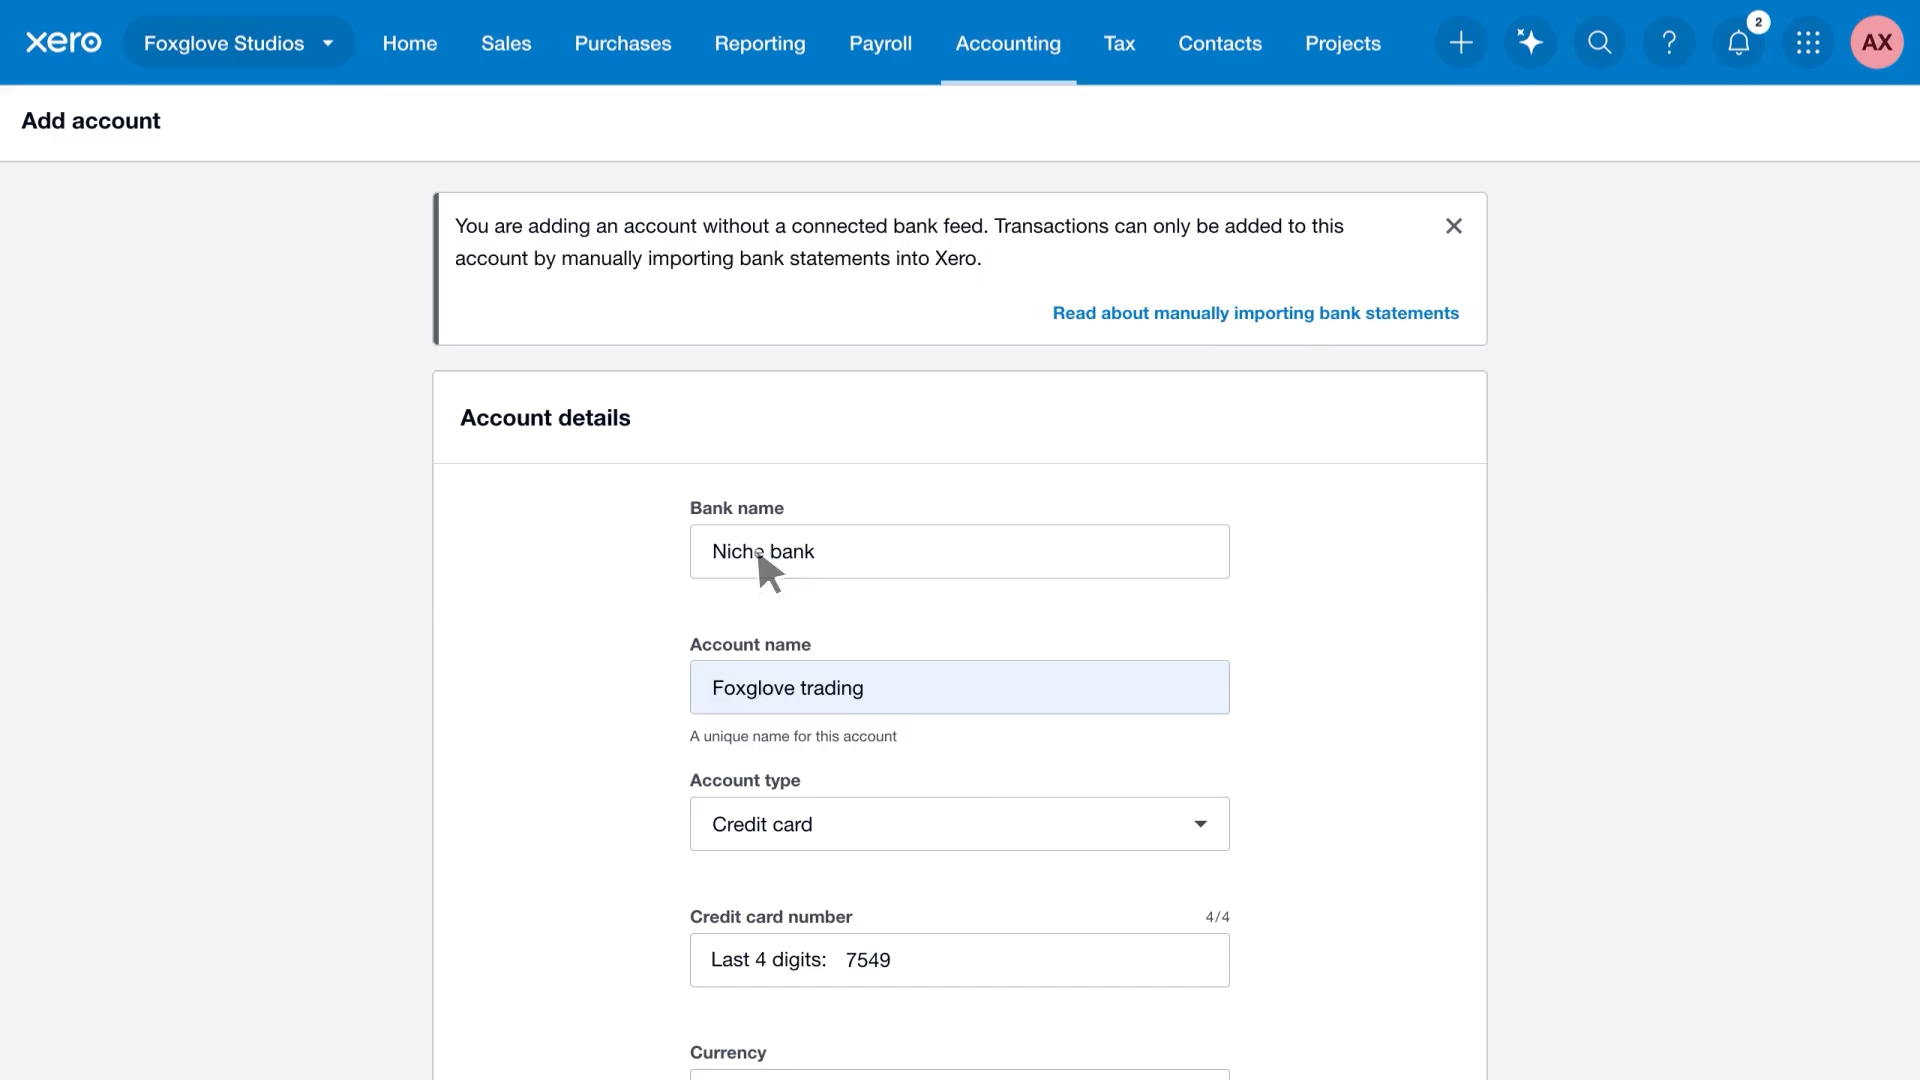 xero
Foxglove Studios
Home
Sales
Purchases
Reporting
Payroll
Accounting
Tax
Contacts
Projects
?
2
AX
Add account
You are adding an account without a connected bank feed. Transactions can only be added to this
account by manually importing bank statements into Xero.
Read about manually importing bank statements
Account details
Bank name
Niche bank
Account name
Foxglove trading
A unique name for this account
Account type
Credit card
Credit card number
4/4
Last 4 digits: 7549
Currency